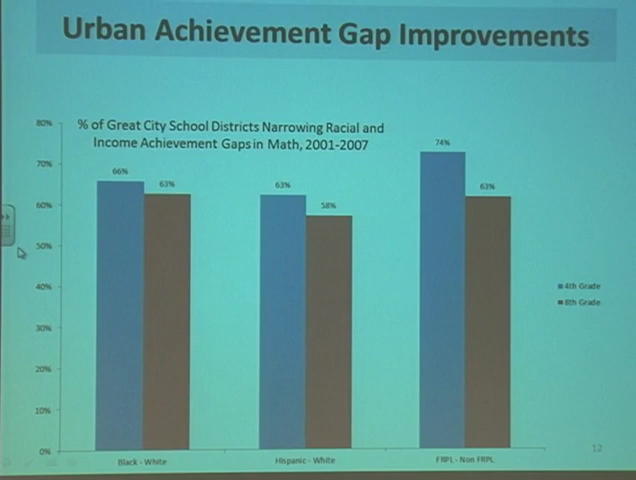 Urban Achievement Gap Improvements
% of Great City School Districts Narrowing Racial and
Income Achievement Gaps in Math, 2001-2007
80%
70%
60%
50%
40%
30%
20%
10%
0%
66%
63%
63%
58%
74%
63%
Black - White
Hispanic - White
FRPL - Non FRPL
4th Grade
8th Grade
12